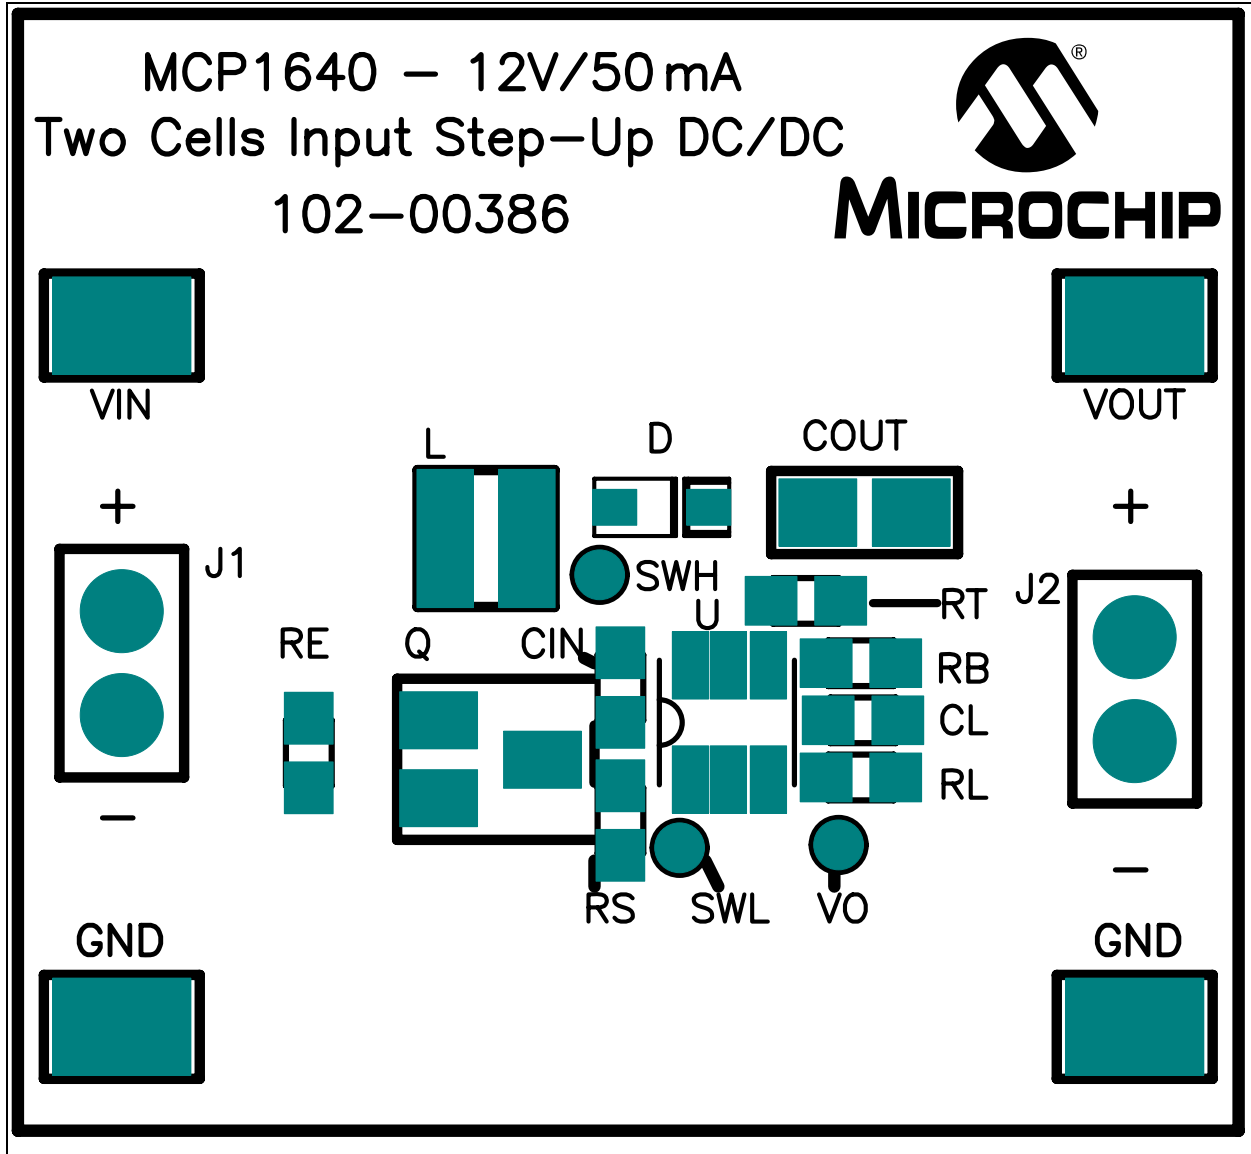 MCP1640 – 12V/50mA
Two Cells Input Step-Up DC/DC
102-00386
®
MICROCHIP
VIN
VOUT
L
D
COUT
+
+
J1
SWH
U
RT
J2
RE
Q
CIN
RB
CL
RL
–
–
RS
SWL
VO
GND
GND